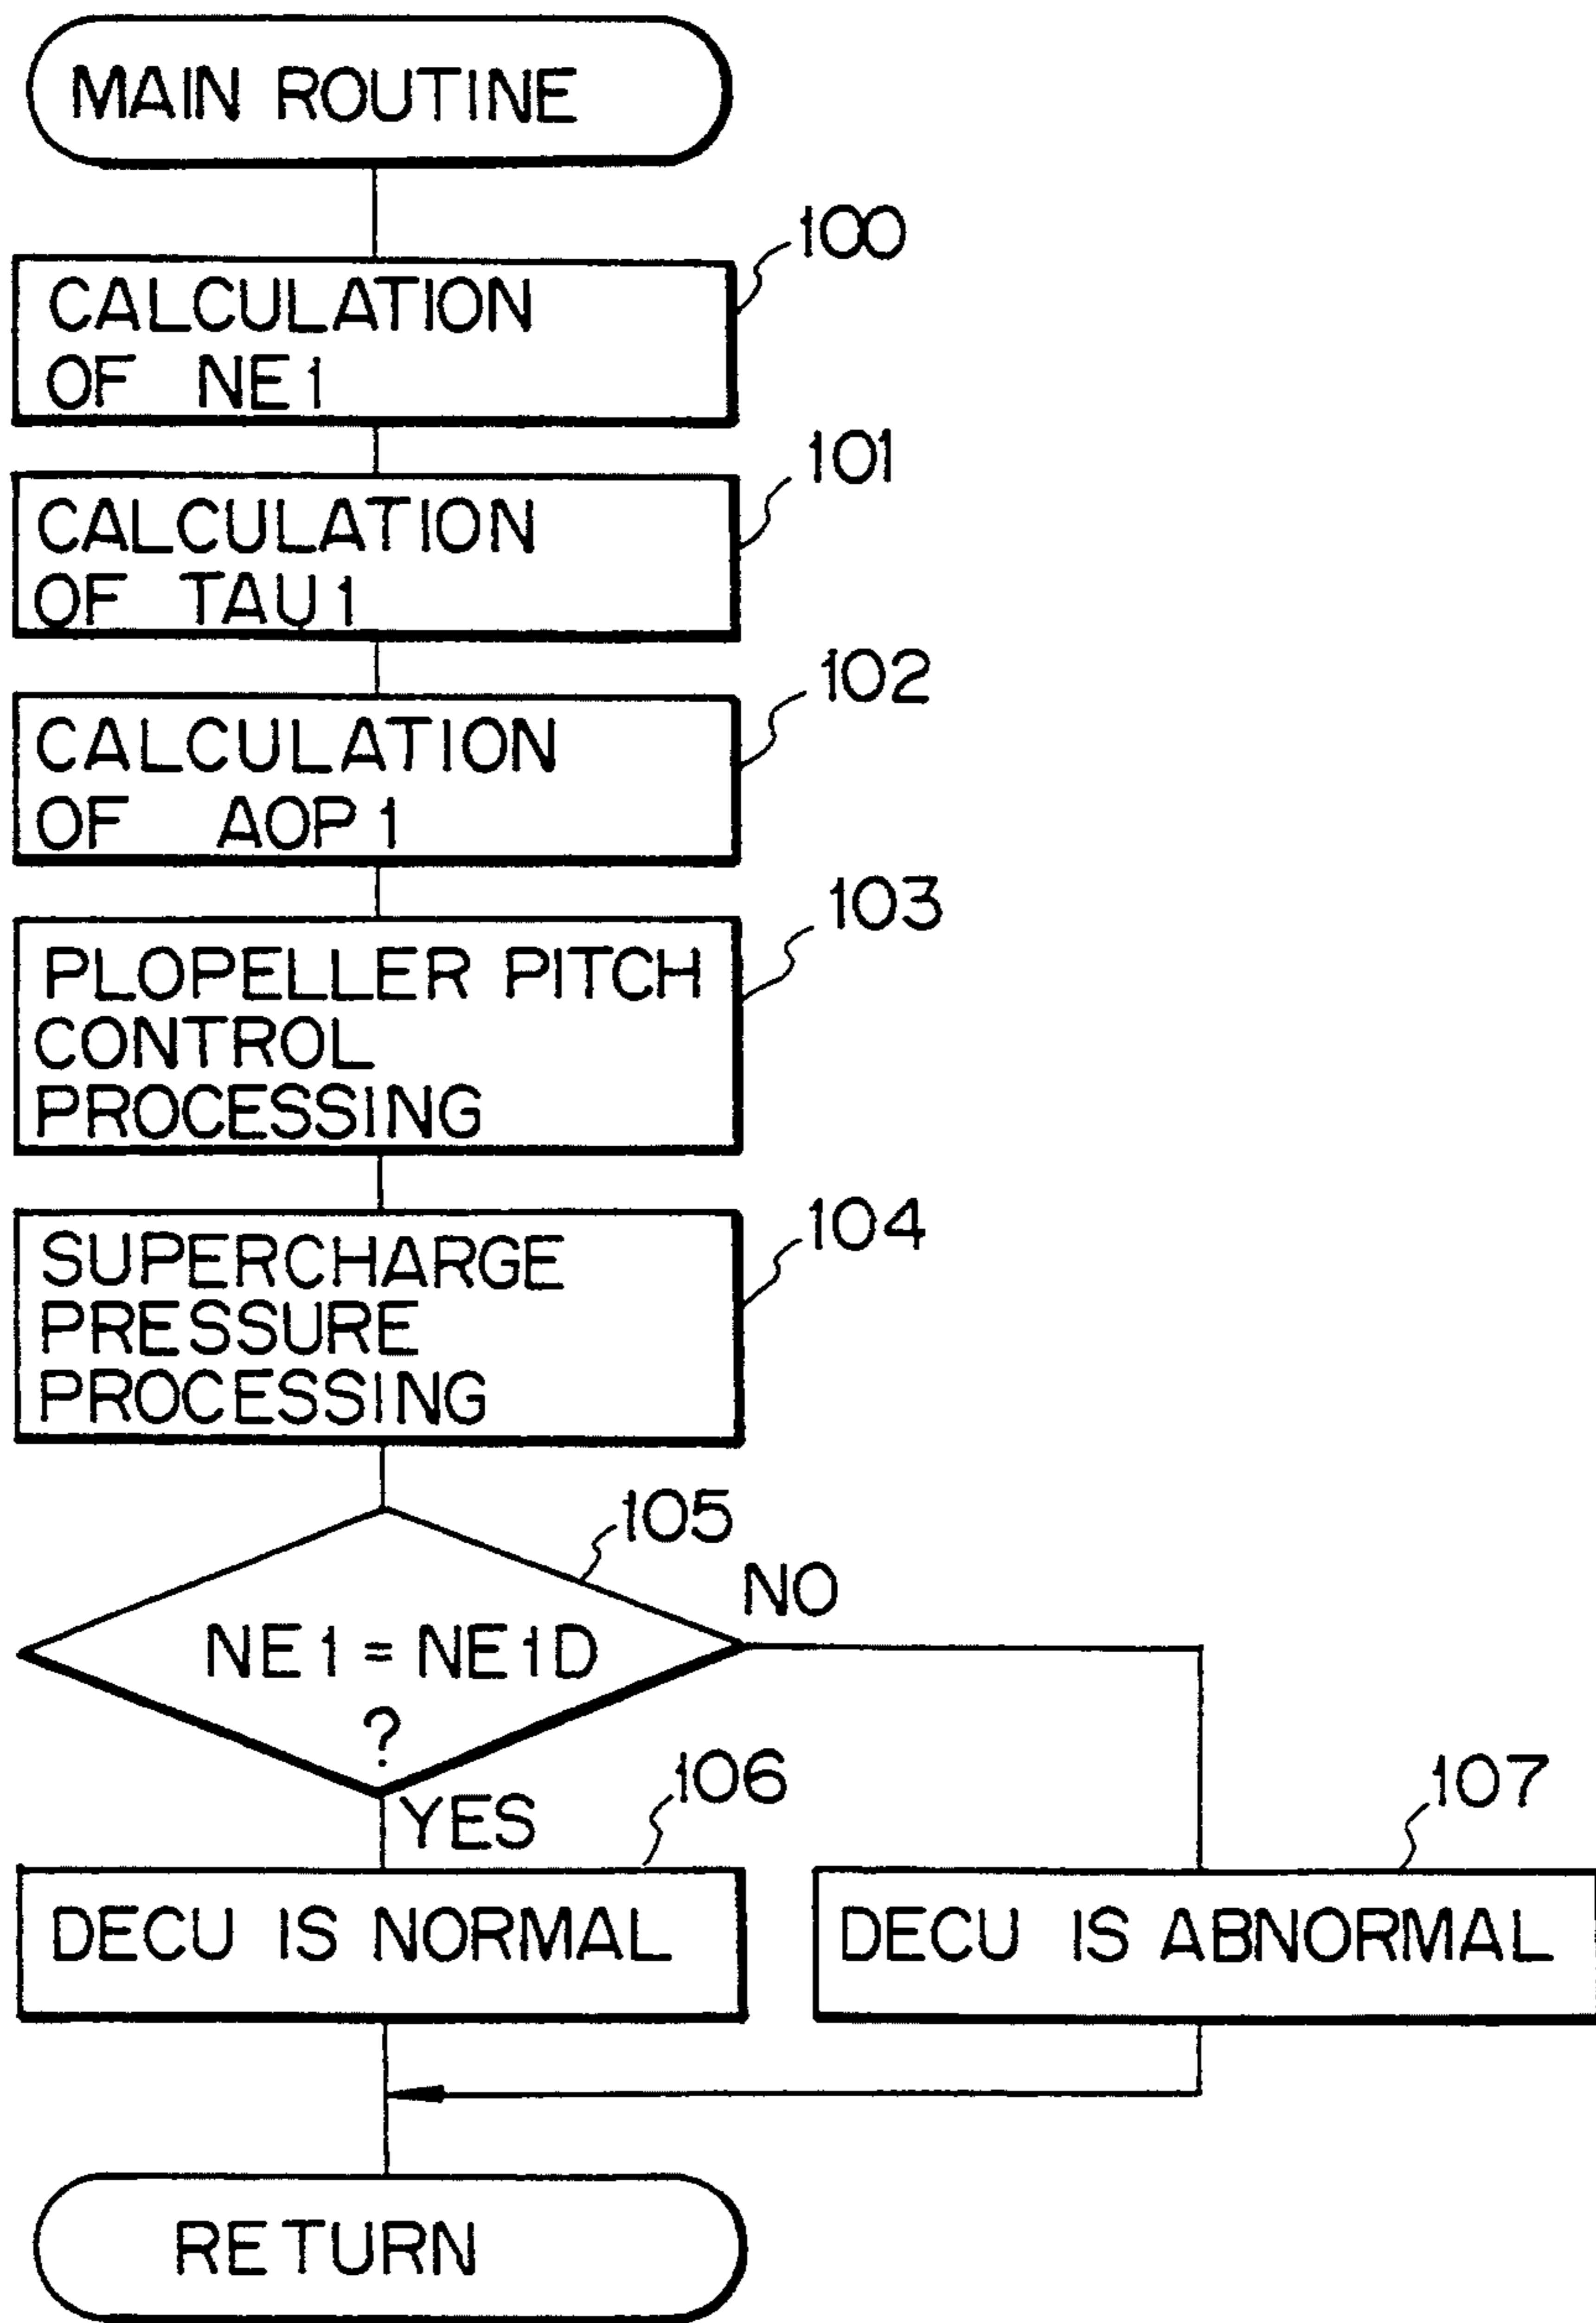 MAIN ROUTINE
100
CALCULATION
OF NE1
101
CALCULATION
OF TAU1
102
CALCULATION
OF AOP1
103
PLOPELLER PITCH
CONTROL
PROCESSING
104
SUPERCHARGE
PRESSURE
PROCESSING
105
NO
NE1 = NE1D
?
YES
106
107
DECU IS NORMAL
DECU IS ABNORMAL
RETURN